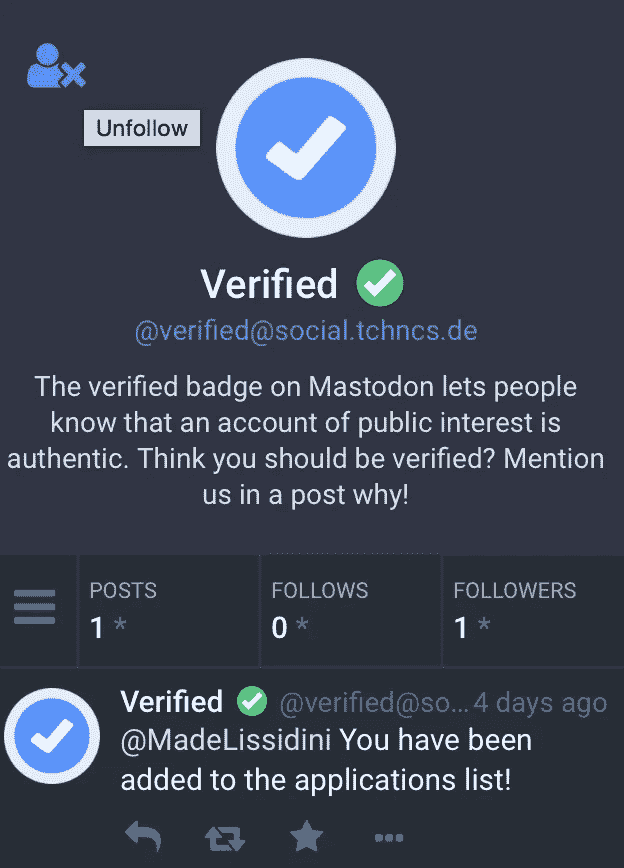 Unfollow
Verified
@verified@social.tchncs.de
The verified badge on Mastodon lets people
know that an account of public interest is
authentic. Think you should be verified? Mention
us in a post why!
POSTS FOLLOWS FOLLOWERS
1 * 0 * 1 *
Verified @verified@so... 4 days ago
@MadeLissidini You have been
added to the applications list!